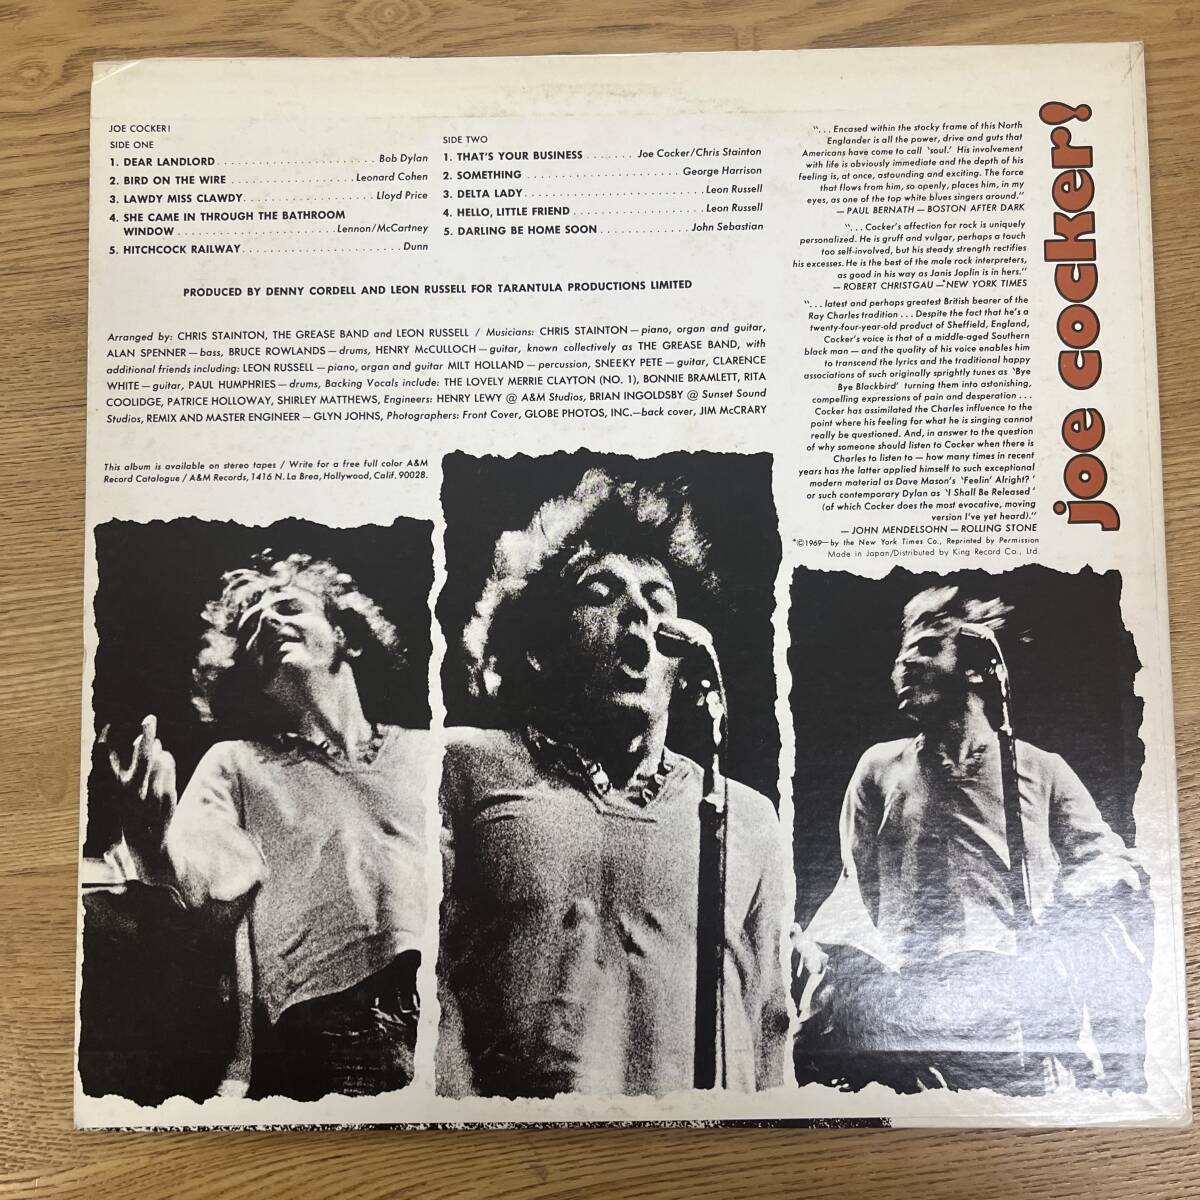 JOE COCKER!
SIDE ONE
1. DEAR LANDLORD . . . . . . . . . . . . . . . . . . . . . . Bob Dylan
2. BIRD ON THE WIRE . . . . . . . . . . . . . . . . . Leonard Cohen
3. LAWDY MISS CLAWDY. . . . . . . . . . . . . . . . . . Lloyd Price
4. SHE CAME IN THROUGH THE BATHROOM
WINDOW . . . . . . . . . . . . . . . . . . . . . . . Lennon/McCartney
5. HITCHCOCK RAILWAY. . . . . . . . . . . . . . . . . . . . . . Dunn
SIDE TWO
1. THAT'S YOUR BUSINESS . . . . . . . Joe Cocker/Chris Stainton
2. SOMETHING . . . . . . . . . . . . . . . . . . . . . George Harrison
3. DELTA LADY. . . . . . . . . . . . . . . . . . . . . . . . Leon Russell
4. HELLO, LITTLE FRIEND . . . . . . . . . . . . . . . . . Leon Russell
5. DARLING BE HOME SOON . . . . . . . . . . . . John Sebastian
PRODUCED BY DENNY CORDELL AND LEON RUSSELL FOR TARANTULA PRODUCTIONS LIMITED
Arranged by: CHRIS STAINTON, THE GREASE BAND and LEON RUSSELL / Musicians: CHRIS STAINTON — piano, organ and guitar,
ALAN SPENNER — bass, BRUCE ROWLANDS — drums, HENRY McCULLOCH — guitar, known collectively as THE GREASE BAND, with
additional friends including: LEON RUSSELL — piano, organ and guitar MILT HOLLAND — percussion, SNEEKY PETE — guitar, CLARENCE
WHITE — guitar, PAUL HUMPHRIES — drums, Backing Vocals include: THE LOVELY MERRIE CLAYTON (NO. 1), BONNIE BRAMLETT, RITA
COOLIDGE, PATRICE HOLLOWAY, SHIRLEY MATTHEWS, Engineers: HENRY LEWY @ A&M Studios, BRIAN INGOLDSBY @ Sunset Sound
Studios, REMIX AND MASTER ENGINEER — GLYN JOHNS, Photographers: Front Cover, GLOBE PHOTOS, INC.—back cover, JIM McCRARY
This album is available on stereo tapes / Write for a free full color A&M
Record Catalogue / A&M Records, 1416 N. La Brea, Hollywood, Calif. 90028.
". . . Encased within the stocky frame of this North
Englander is all the power, drive and guts that
Americans have come to call 'soul.' His involvement
with life is obviously immediate and the depth of his
feeling is, at once, astounding and exciting. The force
that flows from him, so openly, places him, in my
eyes, as one of the top white blues singers around."
— PAUL BERNATH — BOSTON AFTER DARK
". . . Cocker's affection for rock is uniquely
personalized. He is gruff and vulgar, perhaps a touch
too self-involved, but his steady strength rectifies
his excesses. He is the best of the male rock interpreters,
as good in his way as Janis Joplin is in hers."
— ROBERT CHRISTGAU —*NEW YORK TIMES
". . . latest and perhaps greatest British bearer of the
Ray Charles tradition . . . Despite the fact that he's a
twenty-four-year-old product of Sheffield, England,
Cocker's voice is that of a middle-aged Southern
black man — and the quality of his voice enables him
to transcend the lyrics and the traditional happy
associations of such originally sprightly tunes as 'Bye
Bye Blackbird' turning them into astonishing,
compelling expressions of pain and desperation . . .
Cocker has assimilated the Charles influence to the
point where his feeling for what he is singing cannot
really be questioned. And, in answer to the question
of why someone should listen to Cocker when there is
Charles to listen to — how many times in recent
years has the latter applied himself to such exceptional
modern material as Dave Mason's 'Feelin' Alright?'
or such contemporary Dylan as 'I Shall Be Released'
(of which Cocker does the most evocative, moving
version I've yet heard)."
— JOHN MENDELSOHN — ROLLING STONE
*©1969—by the New York Times Co., Reprinted by Permission
Made in Japan/Distributed by King Record Co., Ltd.
joe cocker!